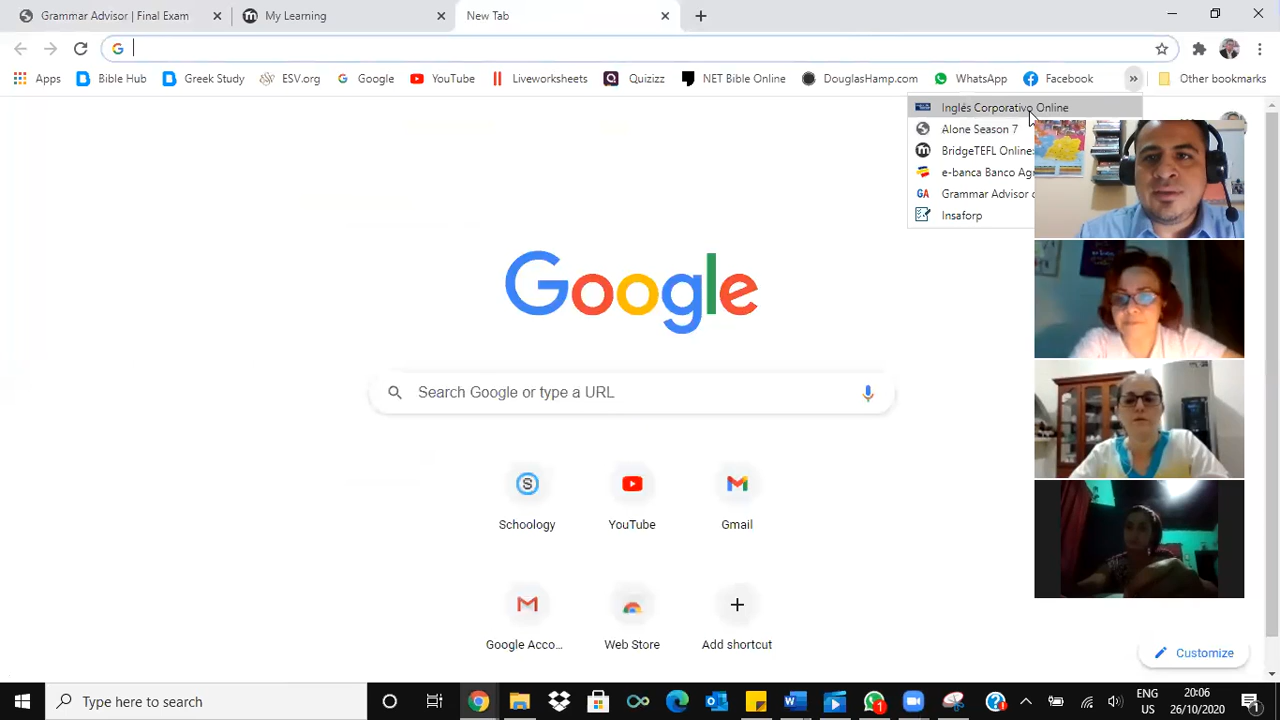 Grammar Advisor | Final Exam
My Learning
New Tab
Apps
Bible Hub
Greek Study
ESV.org
Google
YouTube
Liveworksheets
Quizizz
NET Bible Online
DouglasHamp.com
WhatsApp
Facebook
»
Other bookmarks
Inglés Corporativo Online
Alone Season 7
BridgeTEFL Online:
e-banca Banco Ag
GA Grammar Advisor
Insaforp
Google
Search Google or type a URL
Schoology
YouTube
Gmail
Google Acco...
Web Store
Add shortcut
Customize
Type here to search
ENG
US
20:06
26/10/2020